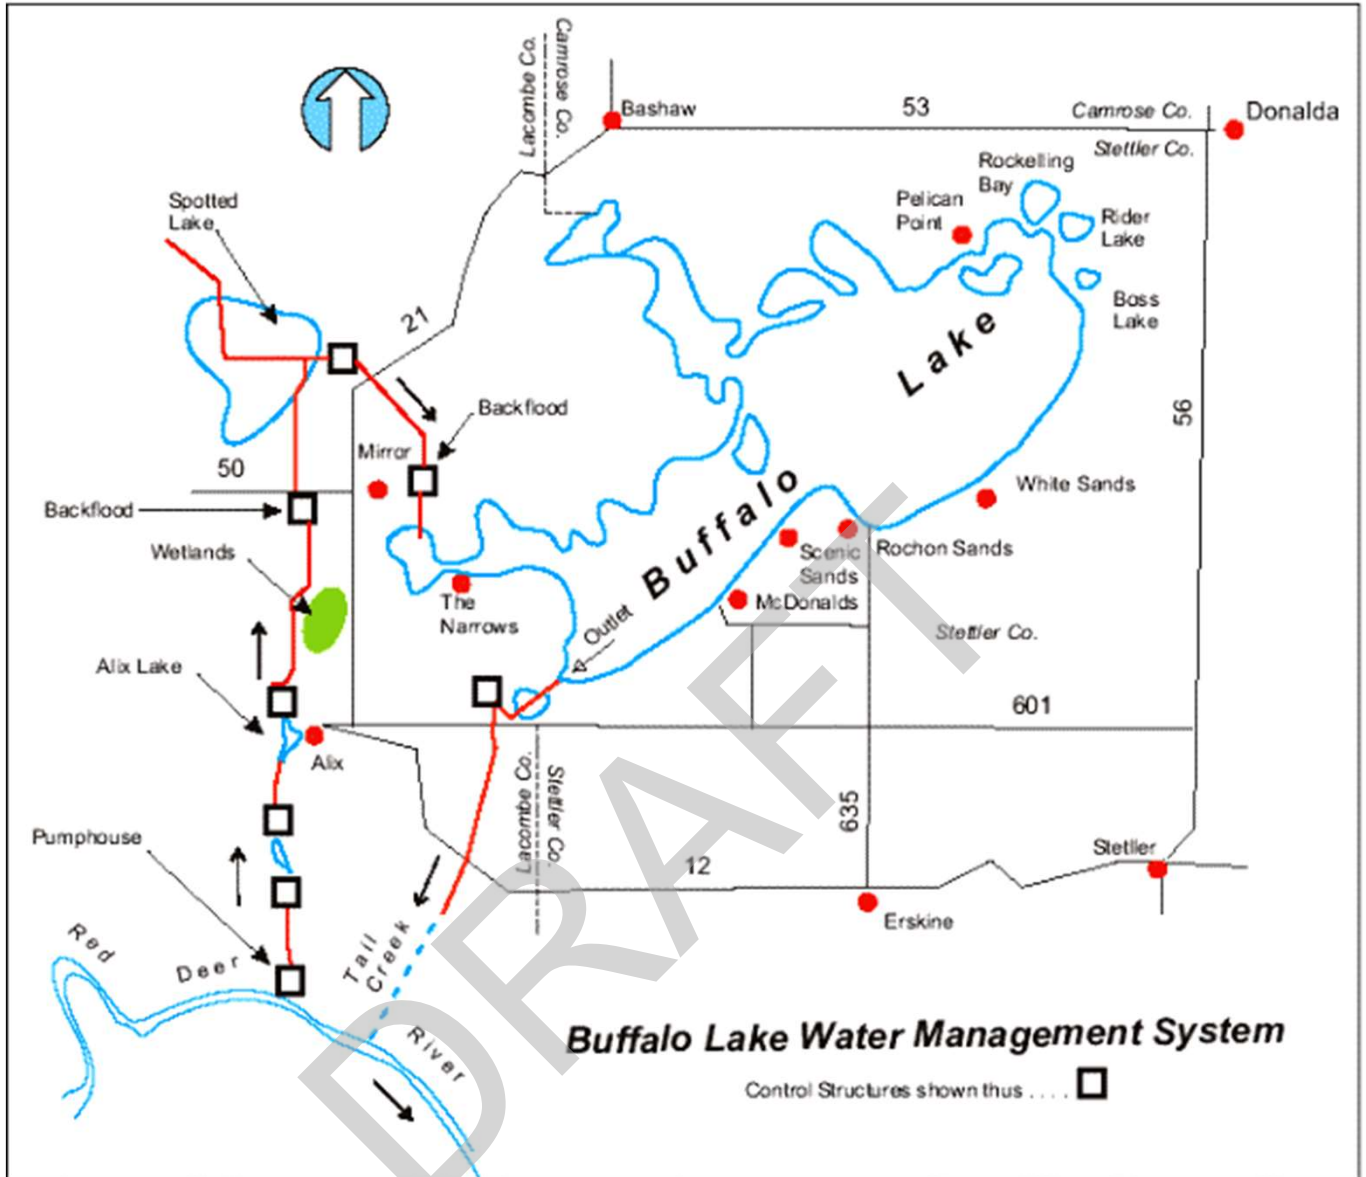 Lacombe Co.
Camrose Co.
Bashaw
53
Camrose Co.
Donalda
Stettler Co.
Rockelling
Bay
Pelican
Point
Rider
Lake
Spotted
Lake
Boss
Lake
21
Lake
56
Backflood
Mirror
50
Backflood
White Sands
Buffalo
Wetlands
Scenic
Sands
Rochon Sands
The
Narrows
McDonalds
Outlet
Stettler Co.
Alix Lake
601
Alix
Lacombe Co.
Stettler Co.
635
Pumphouse
12
Stetller
Erskine
Red
Deer
Tail
Creek
River
Buffalo Lake Water Management System
Control Structures shown thus ....
DRAFT